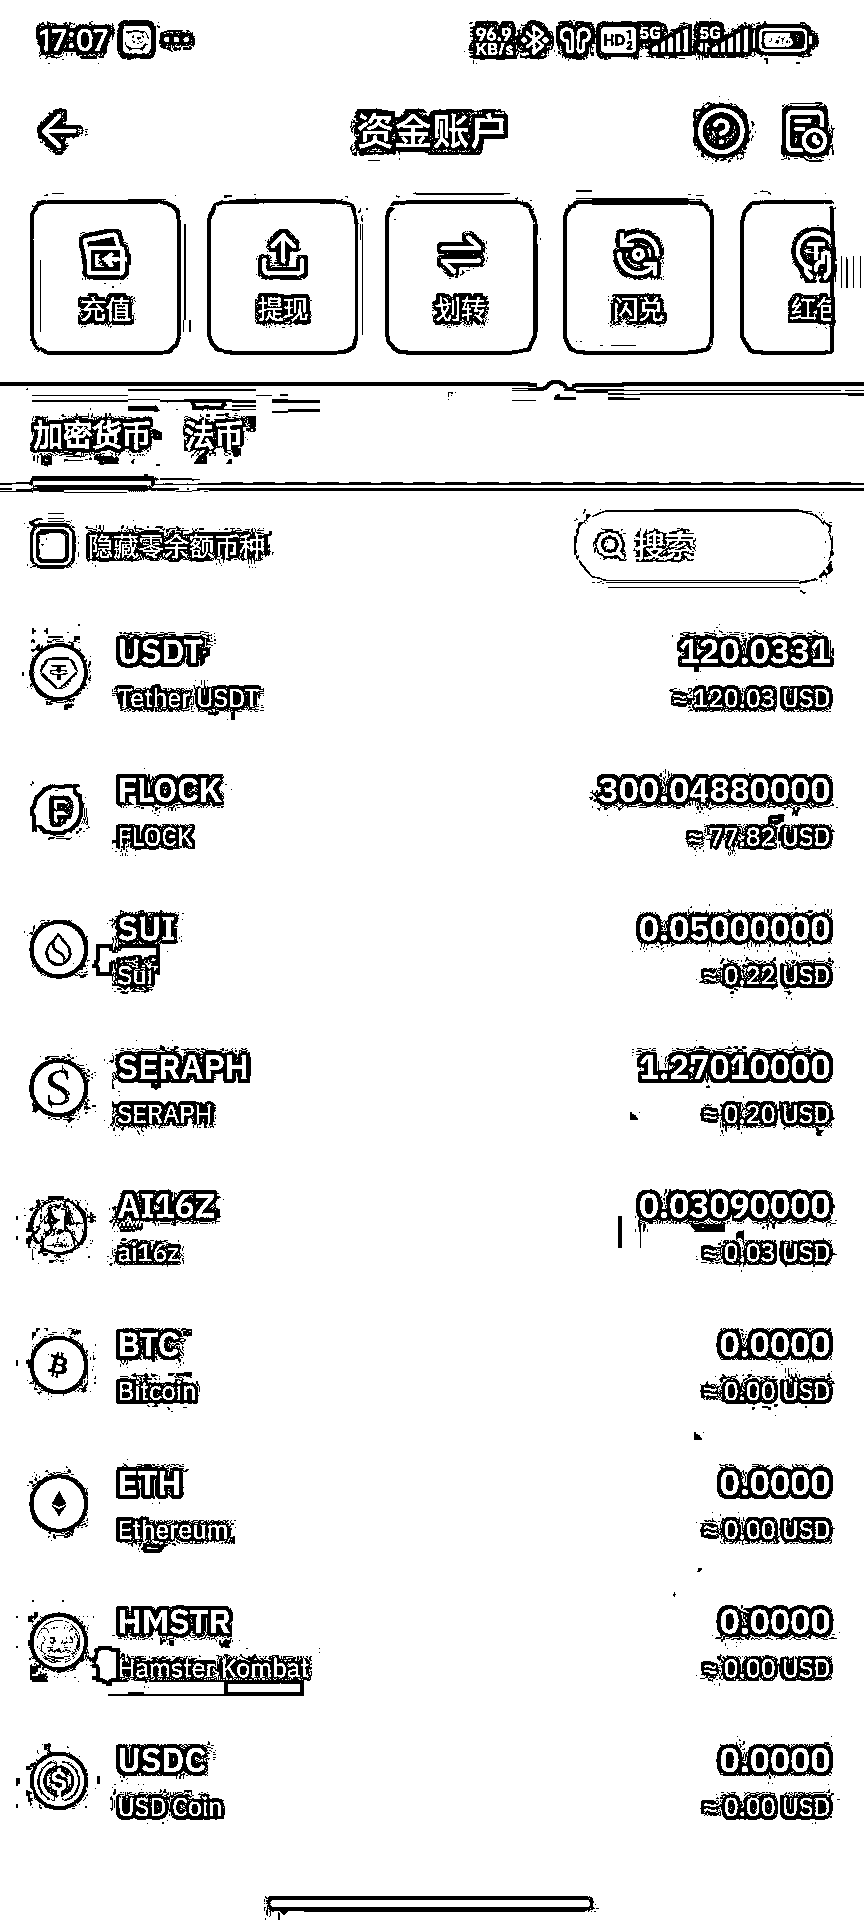 17:07 96.9 KB/s HD 1 2 5G 5G
资金账户
充值 提现 划转 闪兑 红包
加密货币 法币
隐藏零余额币种 搜索
USDT 120.0331
Tether USDT ≈ 120.03 USD
FLOCK 300.04880000
FLOCK ≈ 77.82 USD
SUI 0.05000000
Sui ≈ 0.22 USD
SERAPH 1.27010000
SERAPH ≈ 0.20 USD
AI16Z 0.03090000
ai16z ≈ 0.03 USD
BTC 0.0000
Bitcoin ≈ 0.00 USD
ETH 0.0000
Ethereum ≈ 0.00 USD
HMSTR 0.0000
Hamster Kombat ≈ 0.00 USD
USDC 0.0000
USD Coin ≈ 0.00 USD